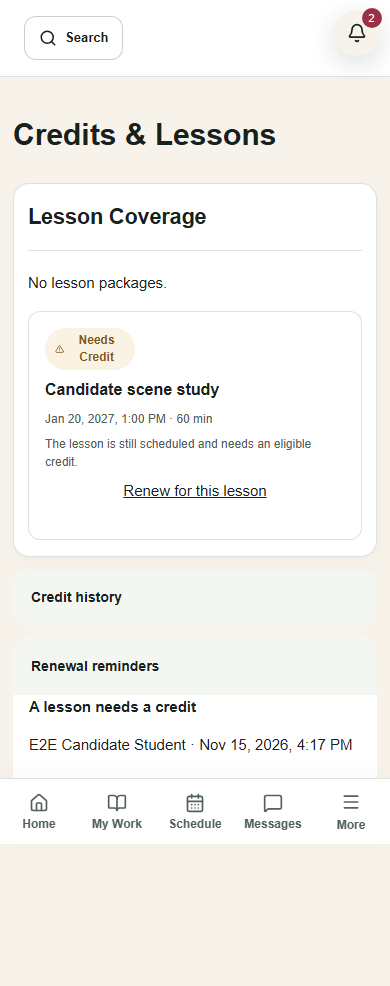 Search
2
Credits & Lessons
Lesson Coverage
No lesson packages.
Needs
Credit
Candidate scene study
Jan 20, 2027, 1:00 PM · 60 min
The lesson is still scheduled and needs an eligible
credit.
Renew for this lesson
Credit history
Renewal reminders
A lesson needs a credit
E2E Candidate Student · Nov 15, 2026, 4:17 PM
Home
My Work
Schedule
Messages
More